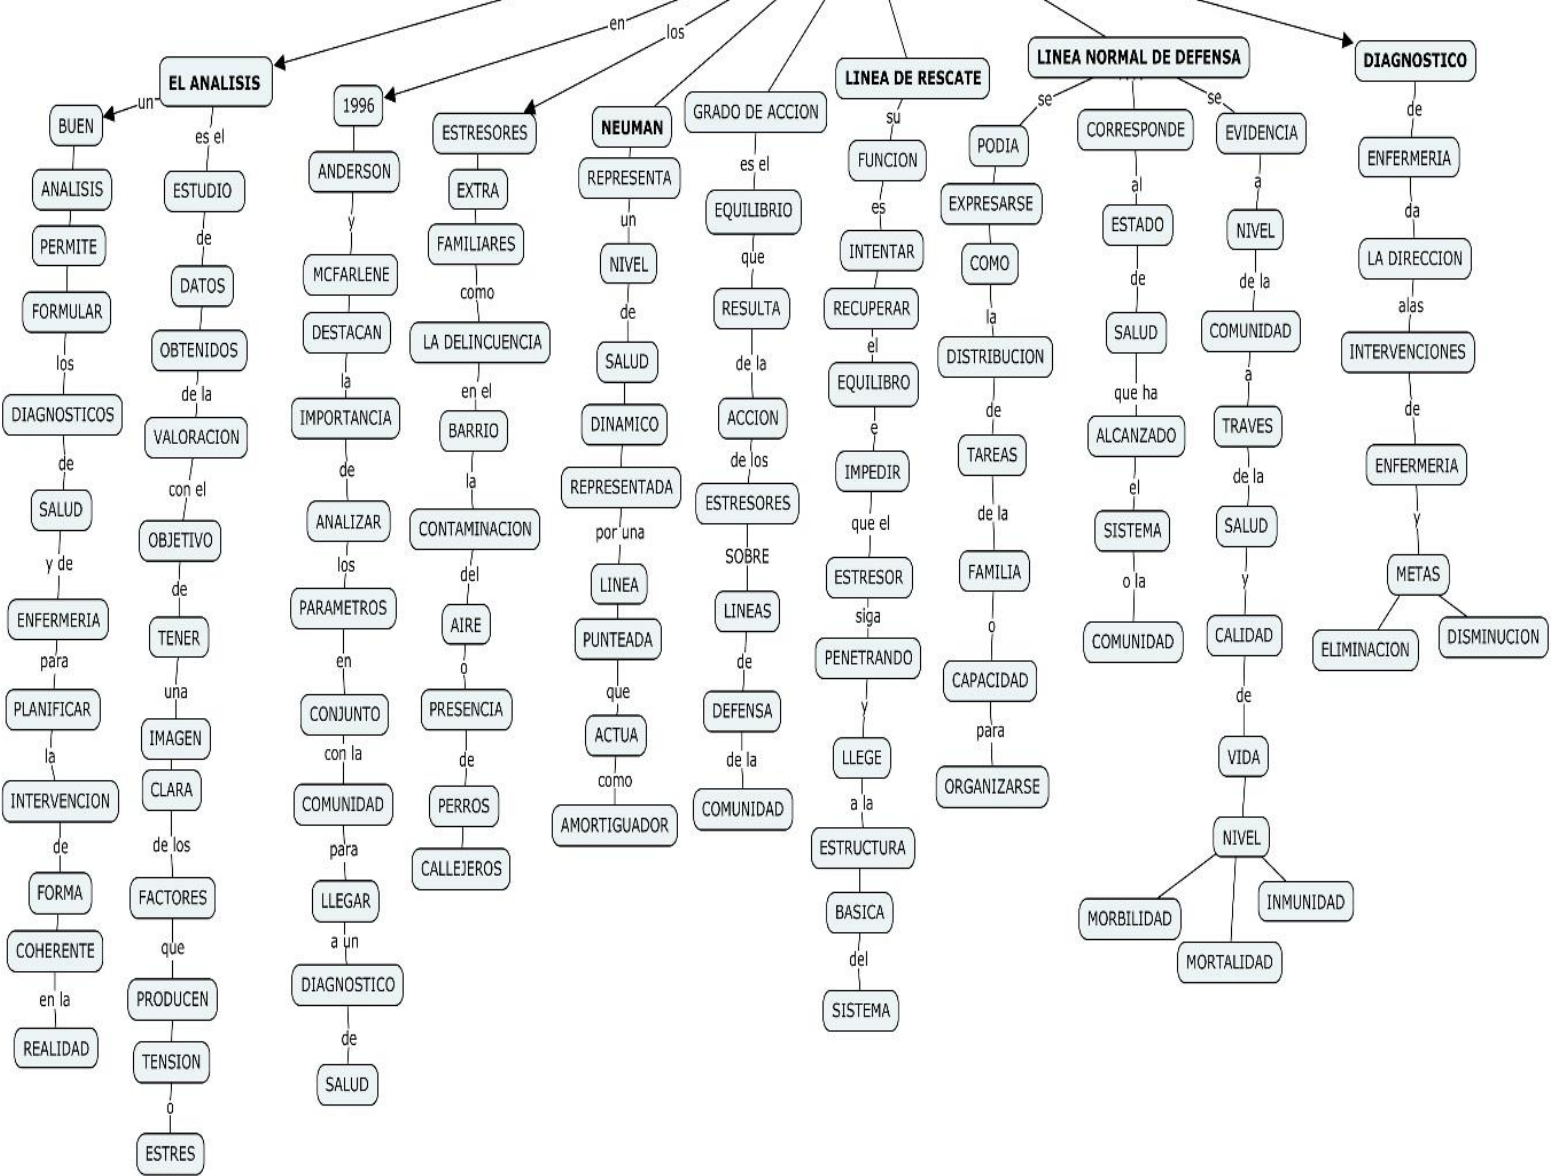 en
los
EL ANALISIS
un
BUEN
ANALISIS
PERMITE
FORMULAR
los
DIAGNOSTICOS
de
SALUD
y de
ENFERMERIA
para
PLANIFICAR
la
INTERVENCION
de
FORMA
COHERENTE
en la
REALIDAD
es el
ESTUDIO
de
DATOS
OBTENIDOS
de la
VALORACION
con el
OBJETIVO
de
TENER
una
IMAGEN
CLARA
de los
FACTORES
que
PRODUCEN
TENSION
o
ESTRES
1996
ANDERSON
y
MCFARLENE
DESTACAN
la
IMPORTANCIA
de
ANALIZAR
los
PARAMETROS
en
CONJUNTO
con la
COMUNIDAD
para
LLEGAR
a un
DIAGNOSTICO
de
SALUD
ESTRESORES
EXTRA
FAMILIARES
como
LA DELINCUENCIA
en el
BARRIO
la
CONTAMINACION
del
AIRE
o
PRESENCIA
de
PERROS
CALLEJEROS
NEUMAN
REPRESENTA
un
NIVEL
de
SALUD
DINAMICO
REPRESENTADA
por una
LINEA
PUNTEADA
que
ACTUA
como
AMORTIGUADOR
GRADO DE ACCION
es el
EQUILIBRIO
que
RESULTA
de la
ACCION
de los
ESTRESORES
SOBRE
LINEAS
de
DEFENSA
de la
COMUNIDAD
LINEA DE RESCATE
su
FUNCION
es
INTENTAR
RECUPERAR
el
EQUILIBRO
e
IMPEDIR
que el
ESTRESOR
siga
PENETRANDO
y
LLEGE
a la
ESTRUCTURA
BASICA
del
SISTEMA
LINEA NORMAL DE DEFENSA
se
PODIA
EXPRESARSE
COMO
la
DISTRIBUCION
de
TAREAS
de la
FAMILIA
o
CAPACIDAD
para
ORGANIZARSE
CORRESPONDE
al
ESTADO
de
SALUD
que ha
ALCANZADO
el
SISTEMA
o la
COMUNIDAD
se
EVIDENCIA
a
NIVEL
de la
COMUNIDAD
a
TRAVES
de la
SALUD
y
CALIDAD
de
VIDA
NIVEL
MORBILIDAD
MORTALIDAD
INMUNIDAD
DIAGNOSTICO
de
ENFERMERIA
da
LA DIRECCION
alas
INTERVENCIONES
de
ENFERMERIA
y
METAS
ELIMINACION
DISMINUCION